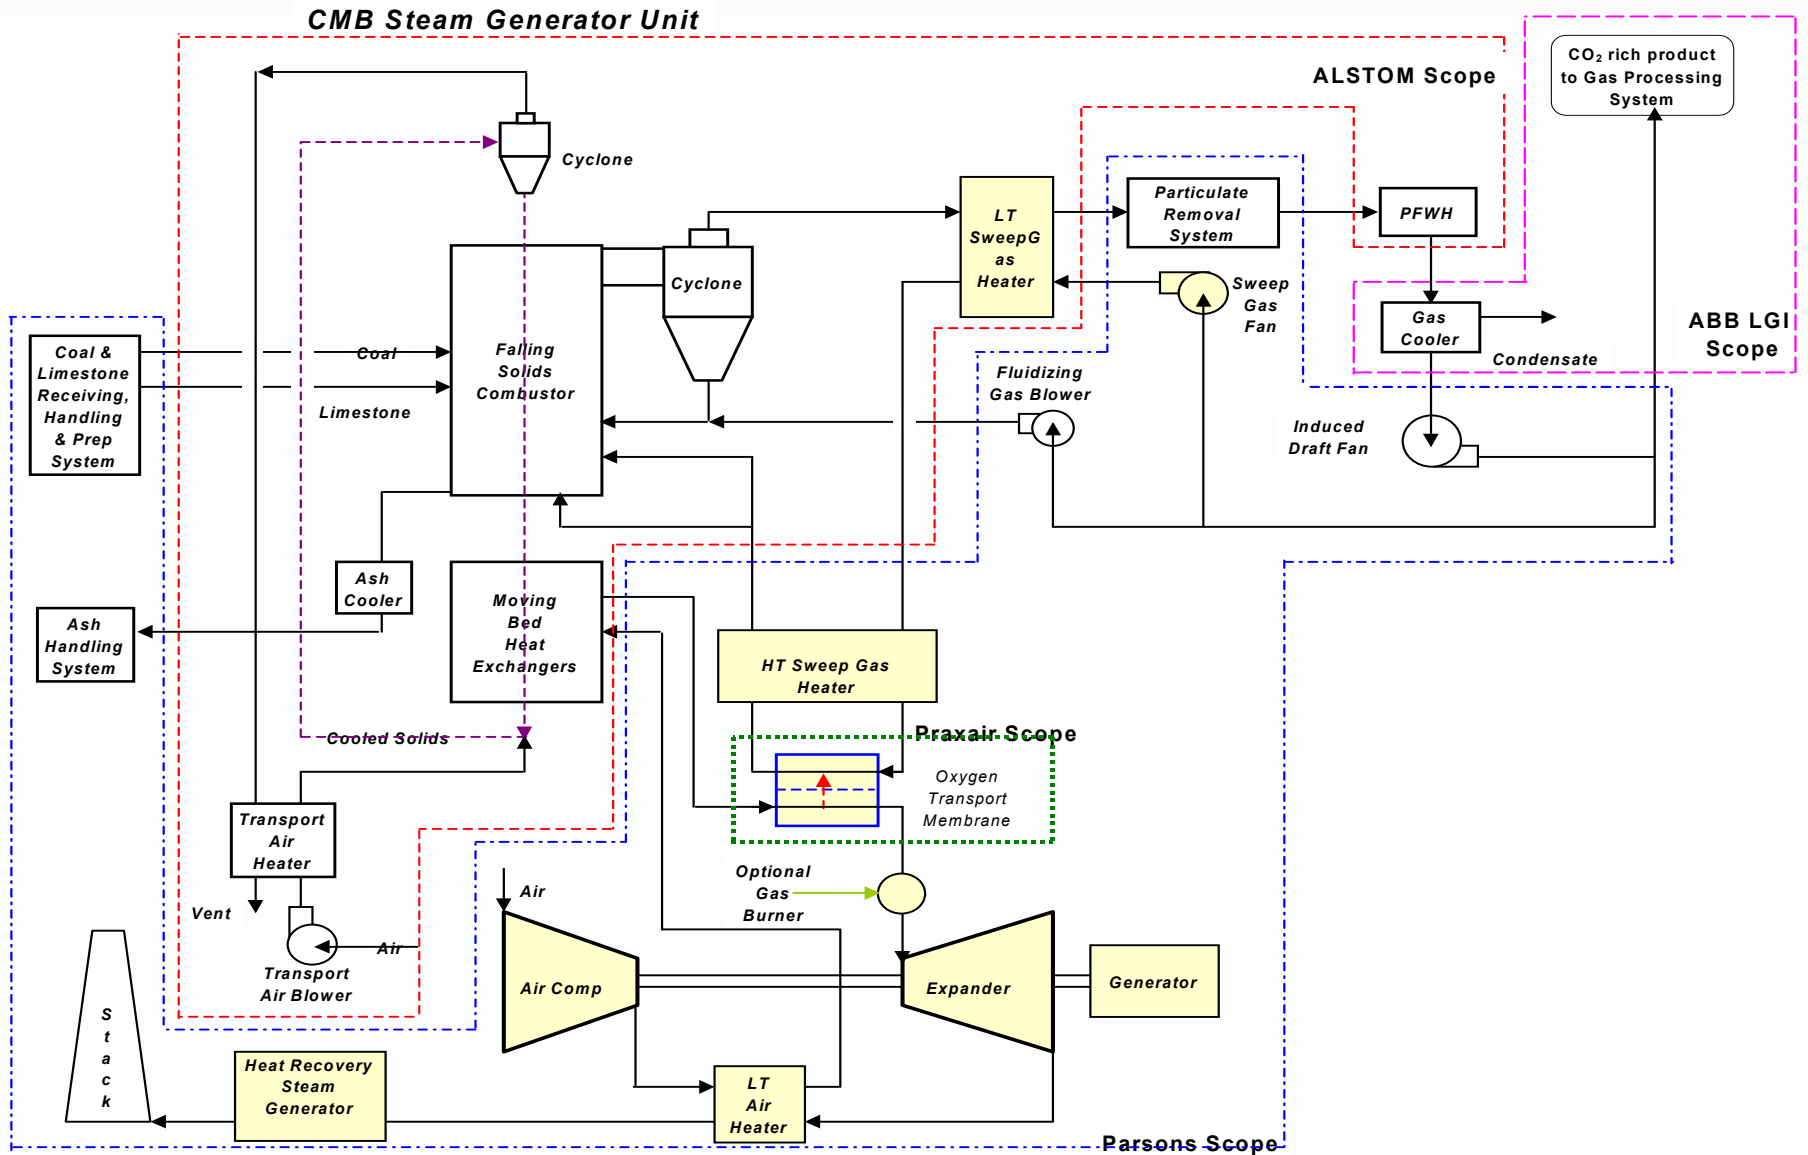 CMB Steam Generator Unit
ALSTOM Scope
CO₂ rich product
to Gas Processing
System
Cyclone
LT
SweepG
as
Heater
Particulate
Removal
System
PFWH
Cyclone
Sweep
Gas
Fan
Gas
Cooler
Condensate
ABB LGI
Scope
Coal &
Limestone
Receiving,
Handling
& Prep
System
Coal
Limestone
Falling
Solids
Combustor
Fluidizing
Gas Blower
Induced
Draft Fan
Ash
Cooler
Moving
Bed
Heat
Exchangers
Ash
Handling
System
HT Sweep Gas
Heater
Cooled Solids
Praxair Scope
Oxygen
Transport
Membrane
Transport
Air
Heater
Vent
Air
Transport
Air Blower
Air
Optional
Gas
Burner
Air Comp
Expander
Generator
S
t
a
c
k
Heat Recovery
Steam
Generator
LT
Air
Heater
Parsons Scope